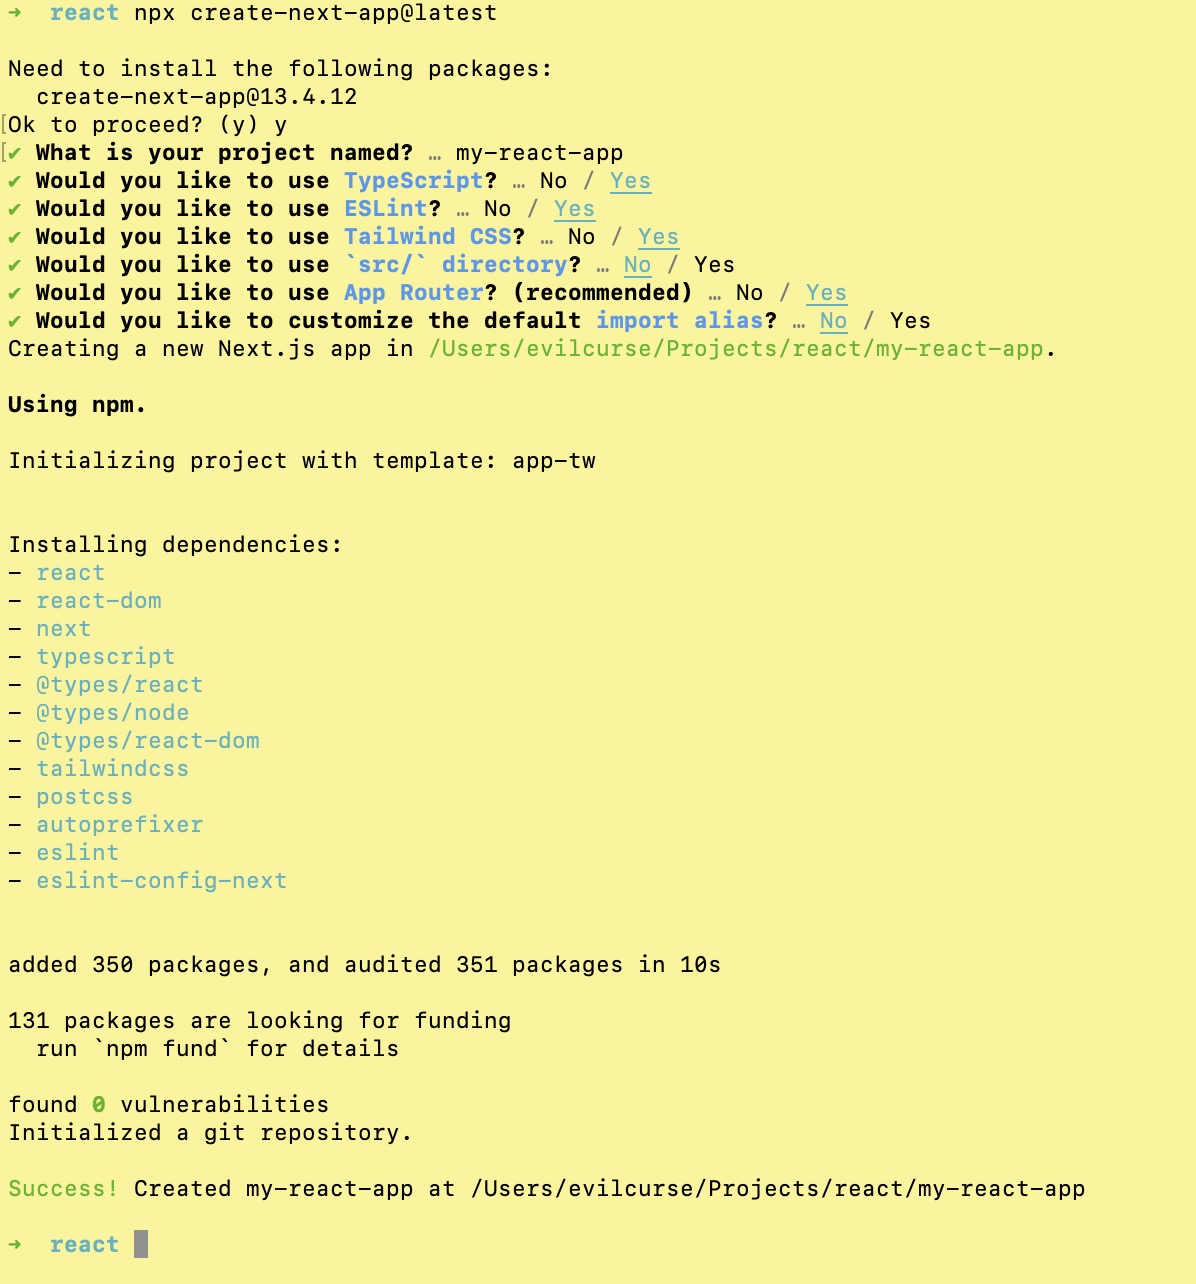 ➜  react npx create-next-app@latest
Need to install the following packages:
  create-next-app@13.4.12
[Ok to proceed? (y) y
[✔ What is your project named? … my-react-app
✔ Would you like to use TypeScript? … No / Yes
✔ Would you like to use ESLint? … No / Yes
✔ Would you like to use Tailwind CSS? … No / Yes
✔ Would you like to use `src/` directory? … No / Yes
✔ Would you like to use App Router? (recommended) … No / Yes
✔ Would you like to customize the default import alias? … No / Yes
Creating a new Next.js app in /Users/evilcurse/Projects/react/my-react-app.
Using npm.
Initializing project with template: app-tw
Installing dependencies:
- react
- react-dom
- next
- typescript
- @types/react
- @types/node
- @types/react-dom
- tailwindcss
- postcss
- autoprefixer
- eslint
- eslint-config-next
added 350 packages, and audited 351 packages in 10s
131 packages are looking for funding
  run `npm fund` for details
found 0 vulnerabilities
Initialized a git repository.
Success! Created my-react-app at /Users/evilcurse/Projects/react/my-react-app
➜  react